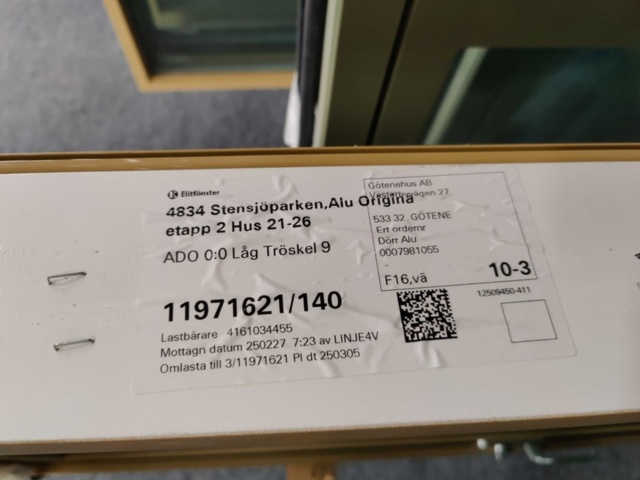 Elitfönster
4834 Stensjöparken,Alu Origina
etapp 2 Hus 21-26
ADO 0:0 Låg Tröskel 9
11971621/140
Lastbärare 4161034455
Mottagn datum 250227 7:23 av LINJE4V
Omlasta till 3/11971621 Pl dt 250305
Götenehus AB
27
533 32 GÖTENE
Ert ordernr
Dörr Alu
0007981055
-
F16,vä
10-3
12509450-411